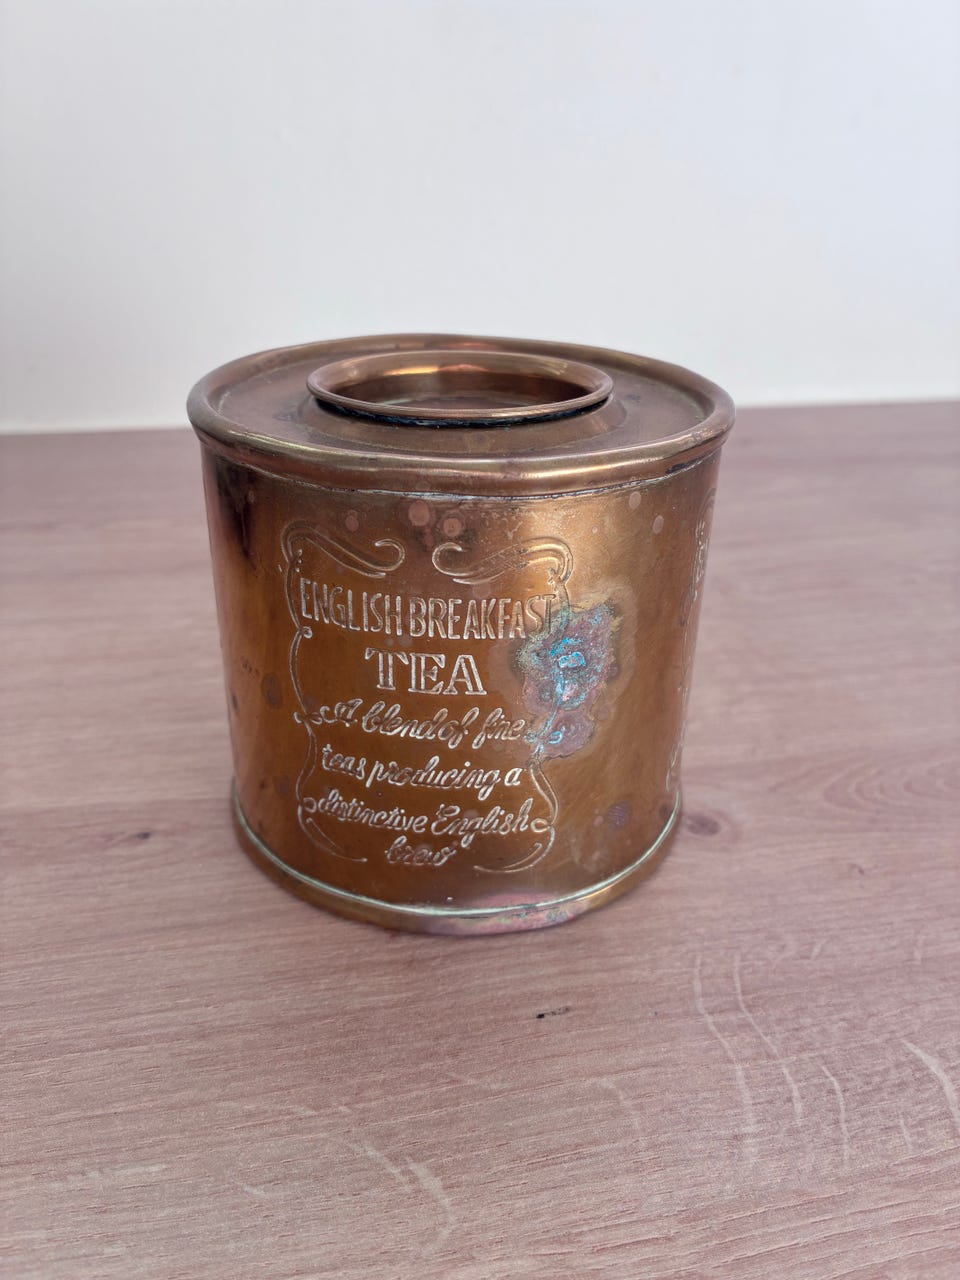 ENGLISH BREAKFAST
TEA
A blend of fine
teas producing a
distinctive English
brew